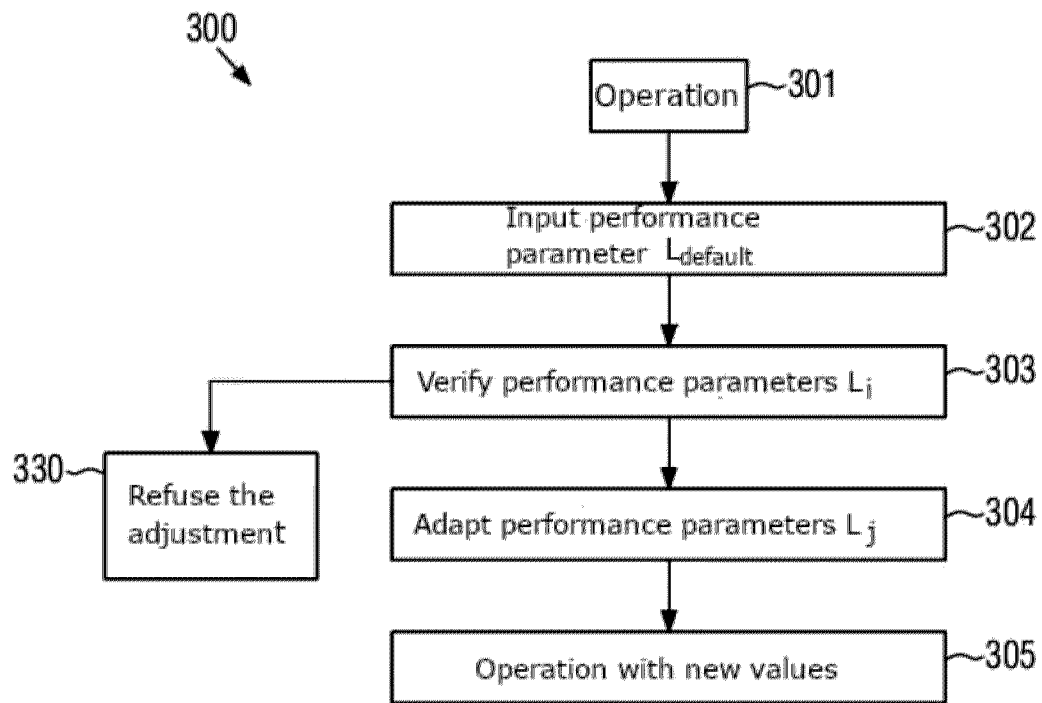 300
Operation
301
Input performance
parameter L_default
302
Verify performance parameters L_i
303
330
Refuse the
adjustment
Adapt performance parameters L_j
304
Operation with new values
305